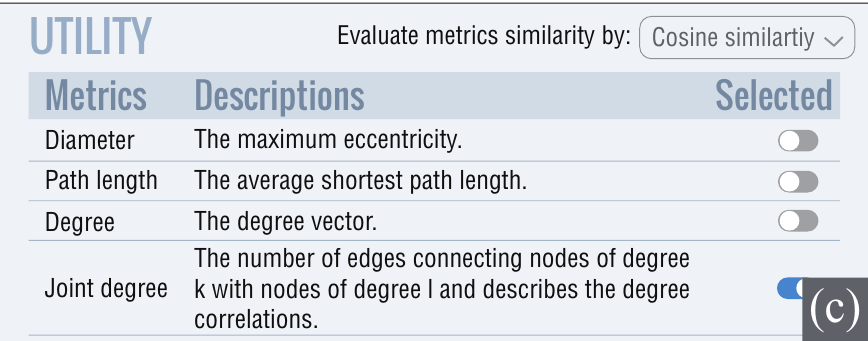 UTILITY
Evaluate metrics similarity by: Cosine similartiy
Metrics Descriptions Selected
Diameter The maximum eccentricity.
Path length The average shortest path length.
Degree The degree vector.
The number of edges connecting nodes of degree
Joint degree k with nodes of degree l and describes the degree
correlations.
(c)